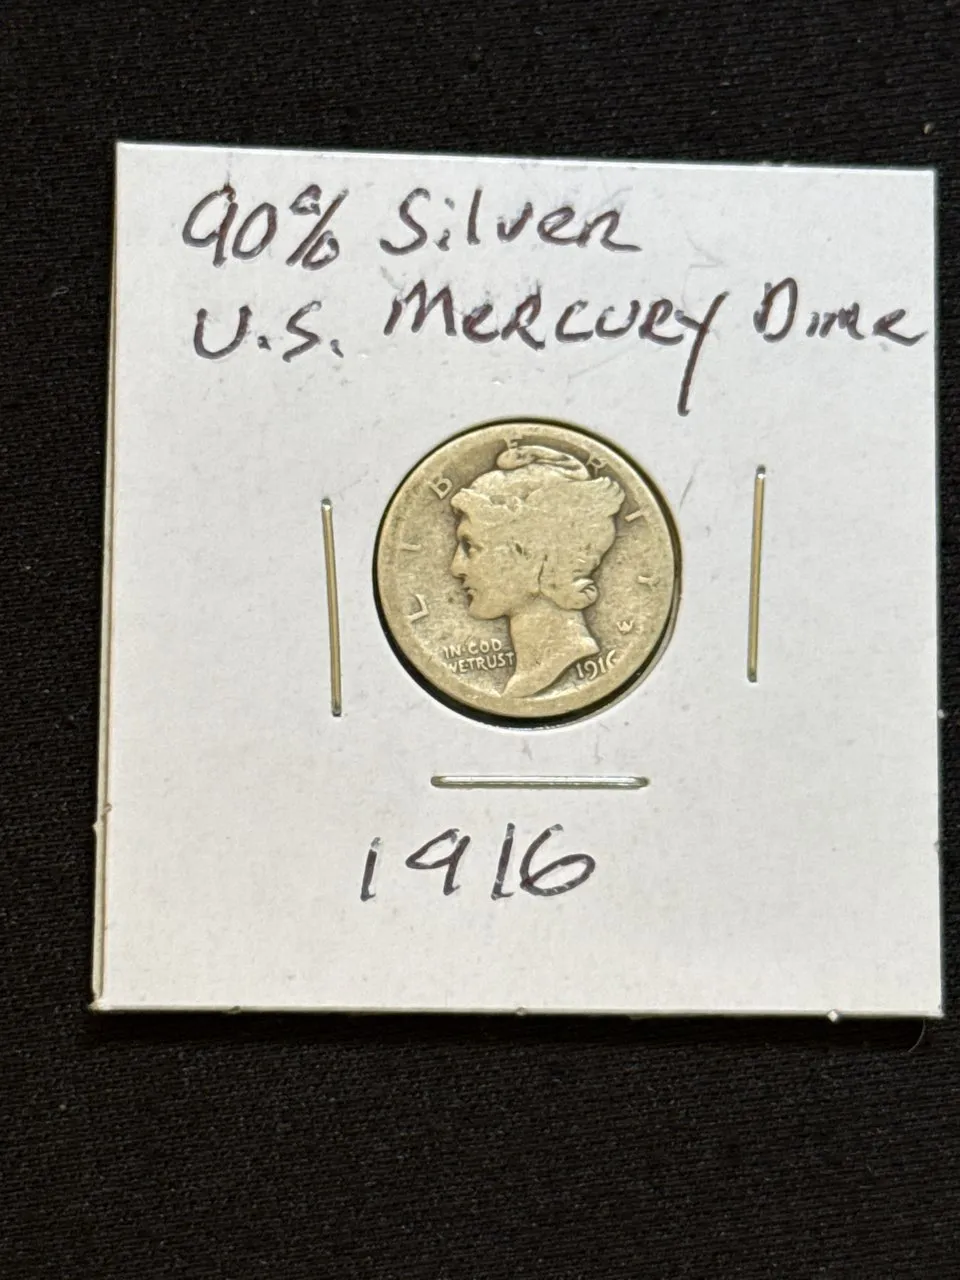 90% Silver
U.S. Mercury Dime
LIBERTY
IN GOD
WE TRUST
1916
1916